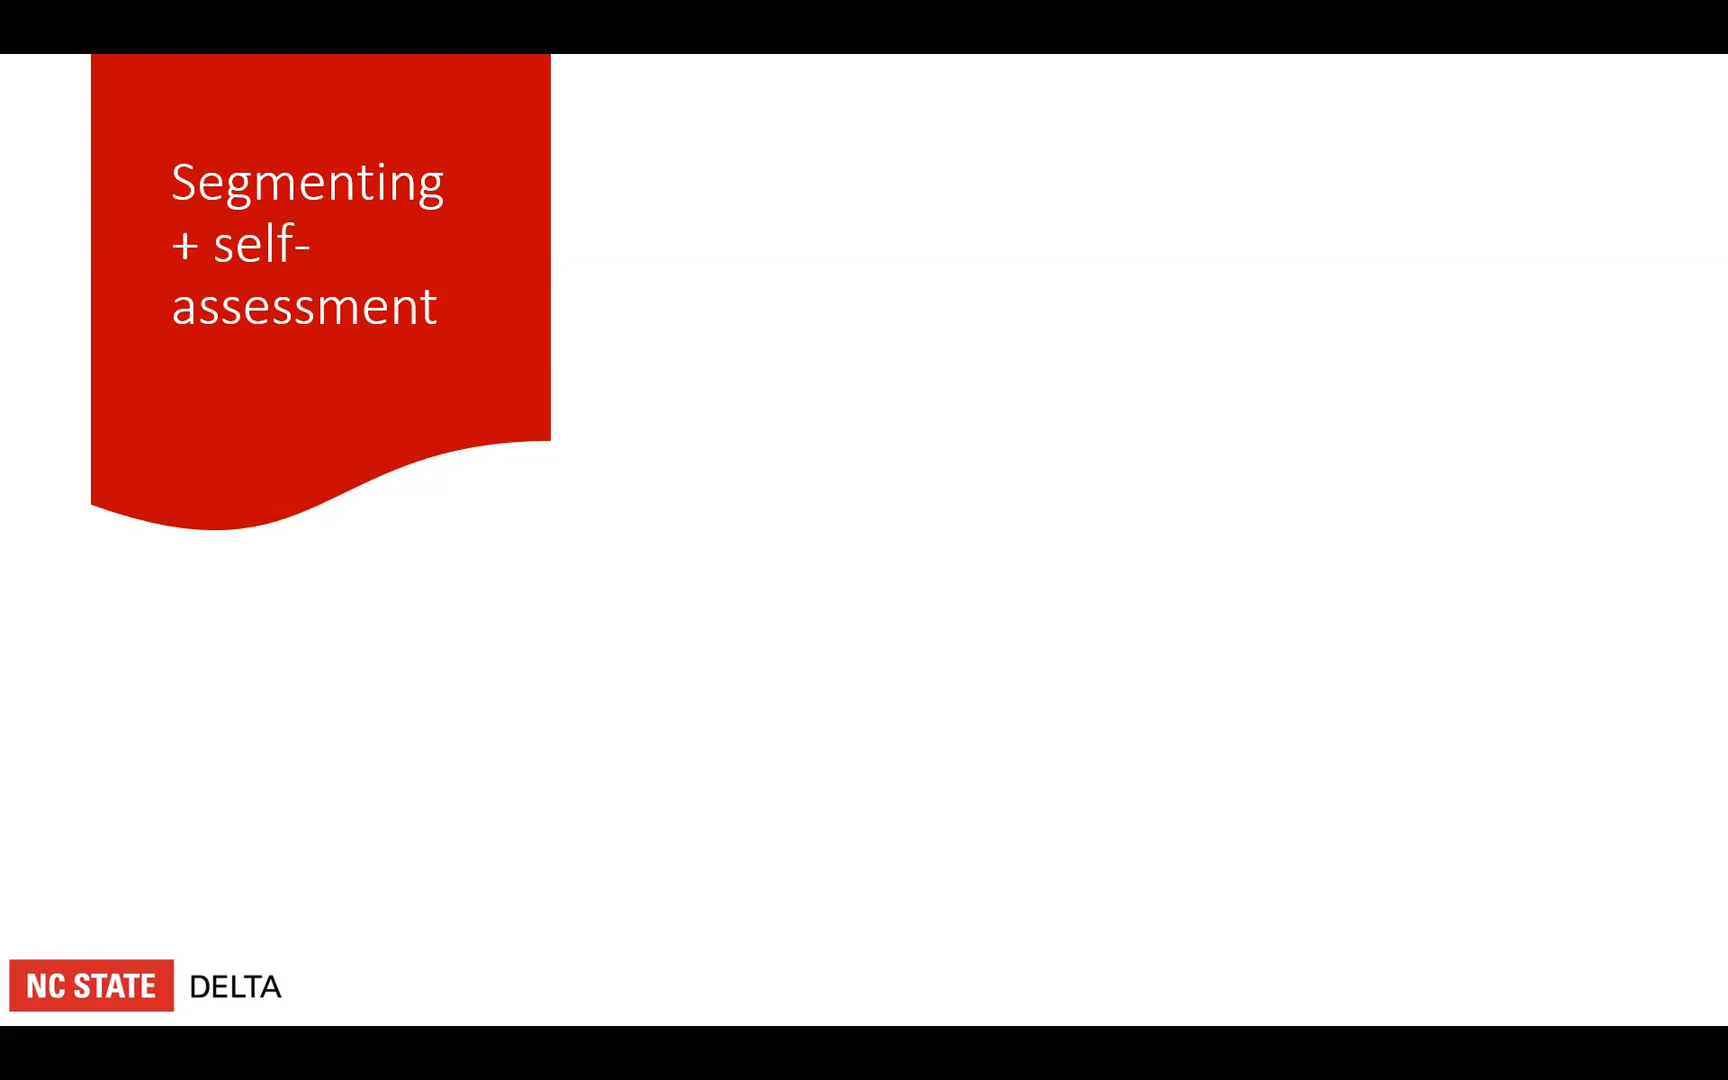 Segmenting
+ self-
assessment
NC STATE DELTA